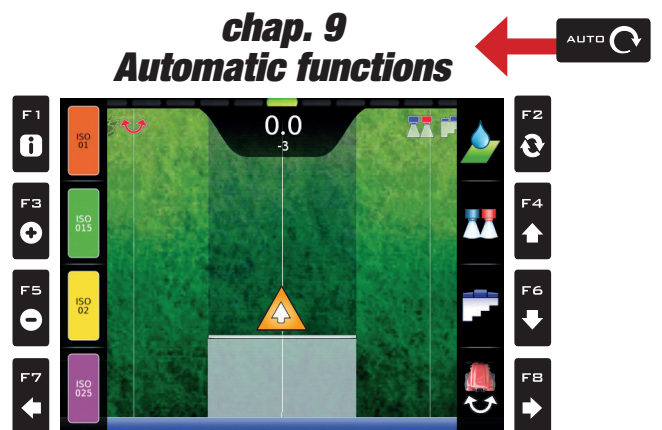 chap. 9
Automatic functions
AUTO
F1
F2
ISO
01
0.0
-3
F3
F4
ISO
015
F5
F6
ISO
02
F7
F8
ISO
025